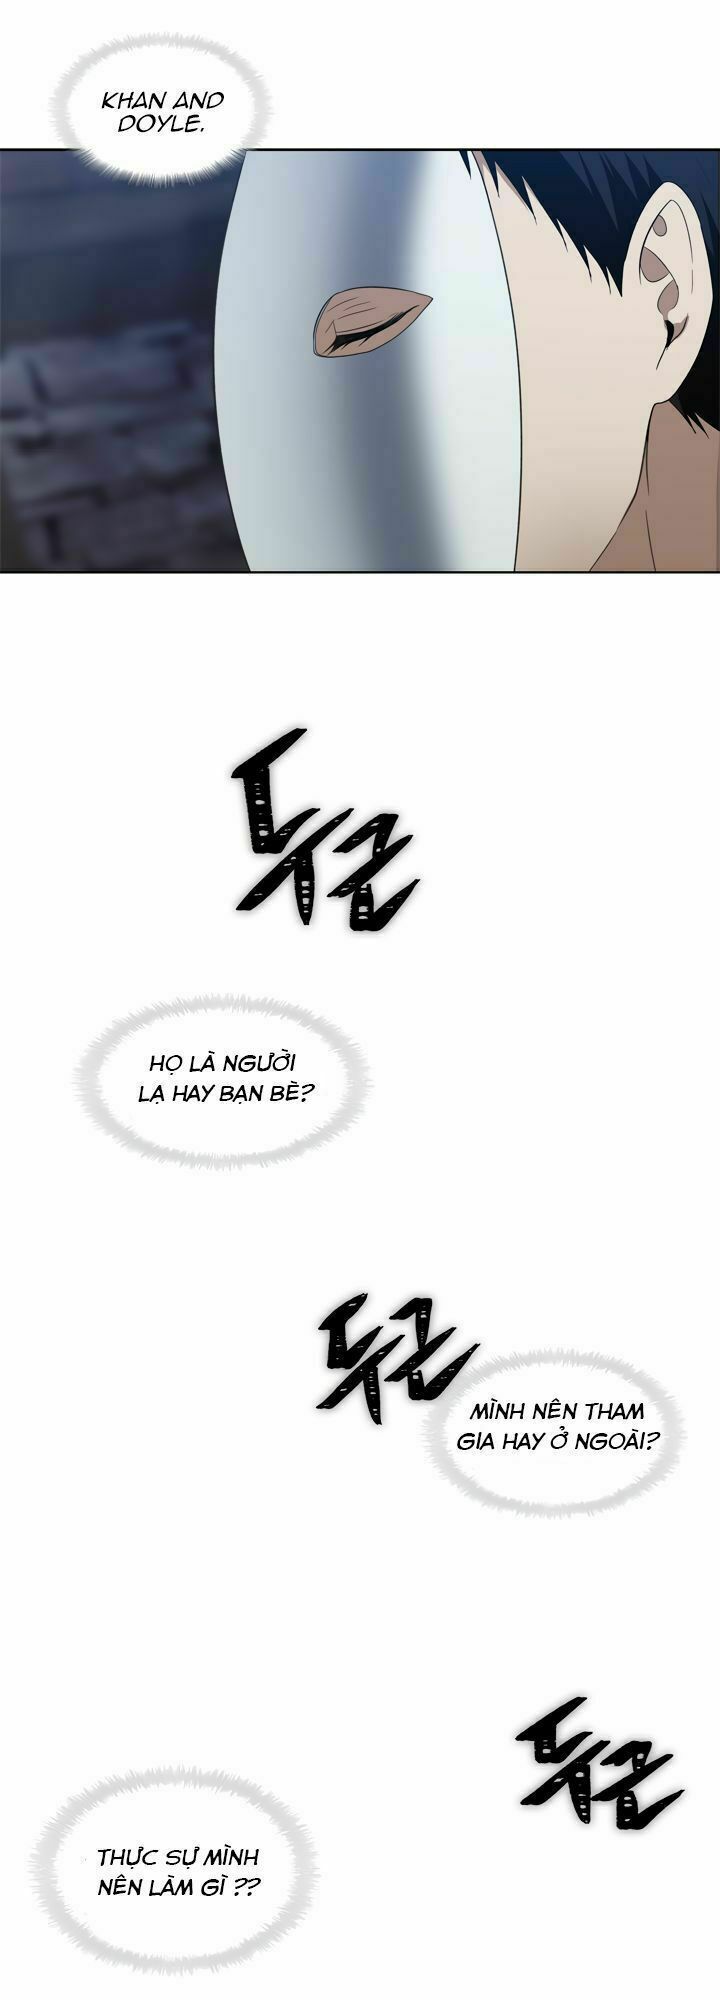 KHAN AND
DOYLE.
두근
HỌ LÀ NGƯỜI
LẠ HAY BẠN BÈ?
두근
MÌNH NÊN THAM
GIA HAY Ở NGOÀI?
두근
THỰC SỰ MÌNH
NÊN LÀM GÌ ??